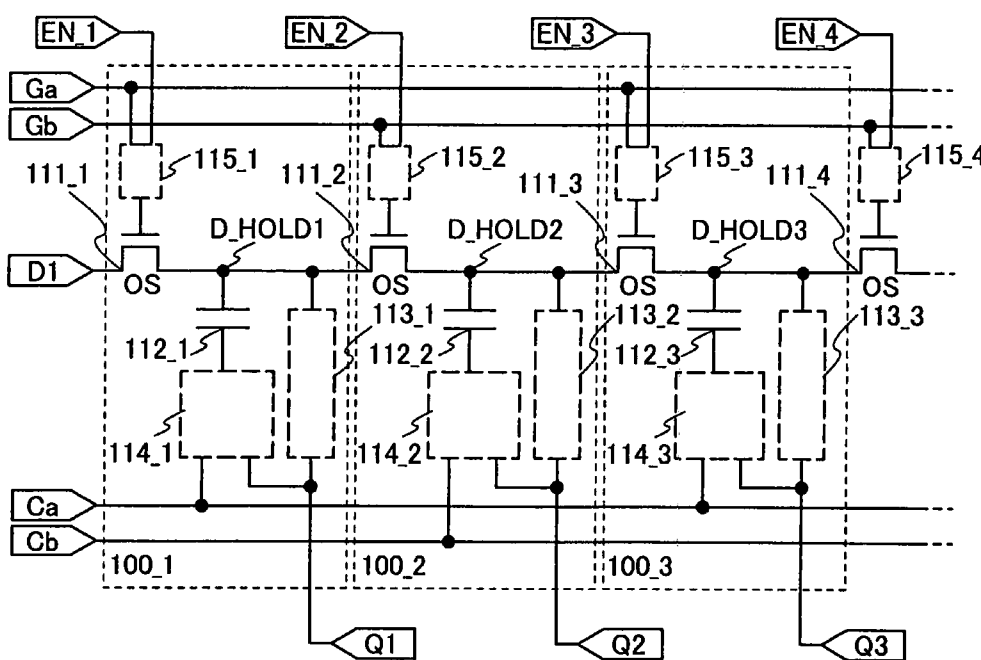 EN_1 EN_2 EN_3 EN_4
Ga
Gb
115_1 115_2 115_3 115_4
111_1 111_2 111_3 111_4
D_HOLD1 D_HOLD2 D_HOLD3
D1
OS OS OS OS
113_1 113_2 113_3
112_1 112_2 112_3
114_1 114_2 114_3
Ca
Cb
100_1 100_2 100_3
Q1 Q2 Q3